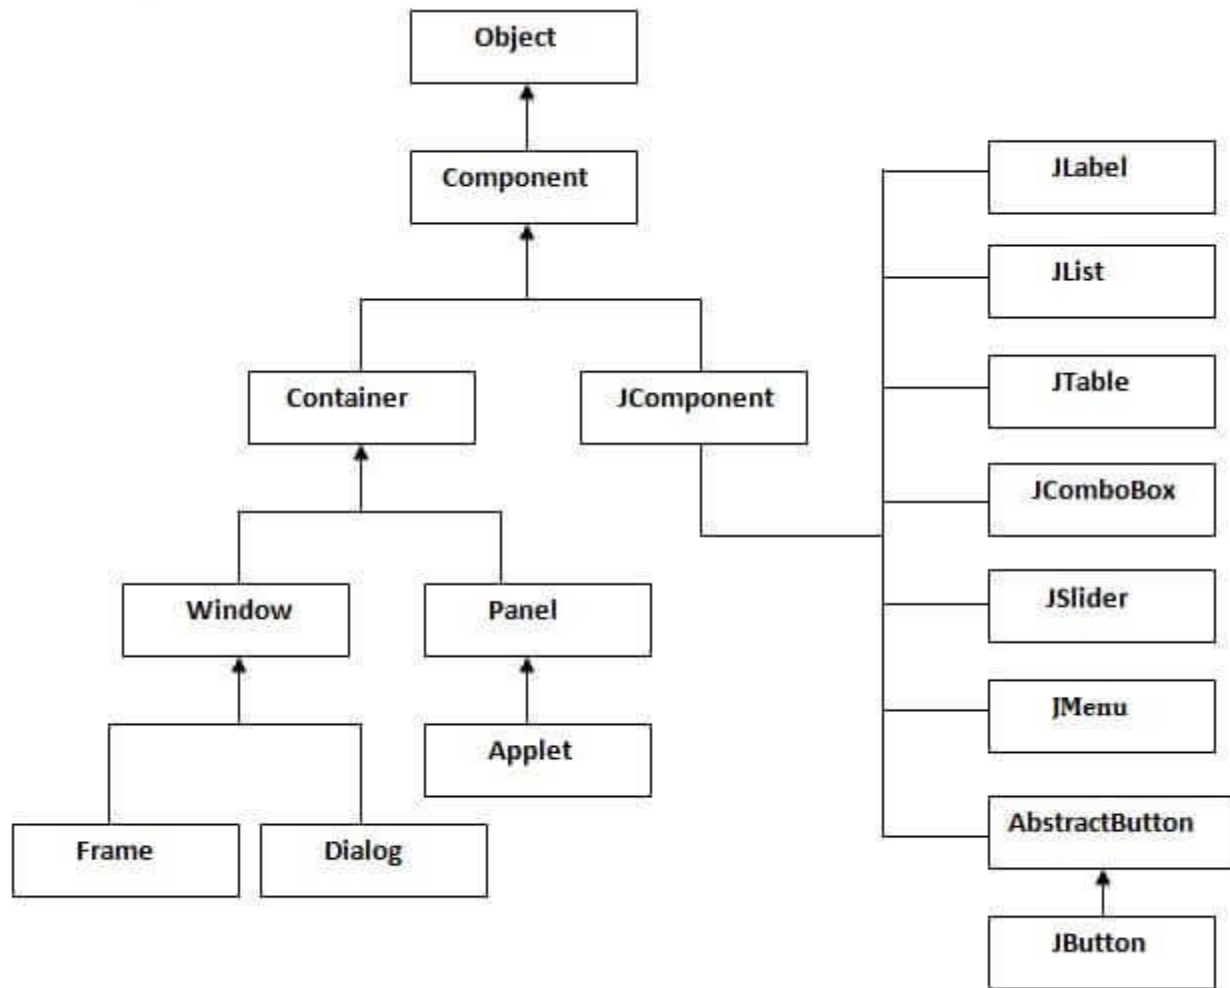 Object
Component
Container
JComponent
Window
Panel
Applet
Frame
Dialog
JLabel
JList
JTable
JComboBox
JSlider
JMenu
AbstractButton
JButton